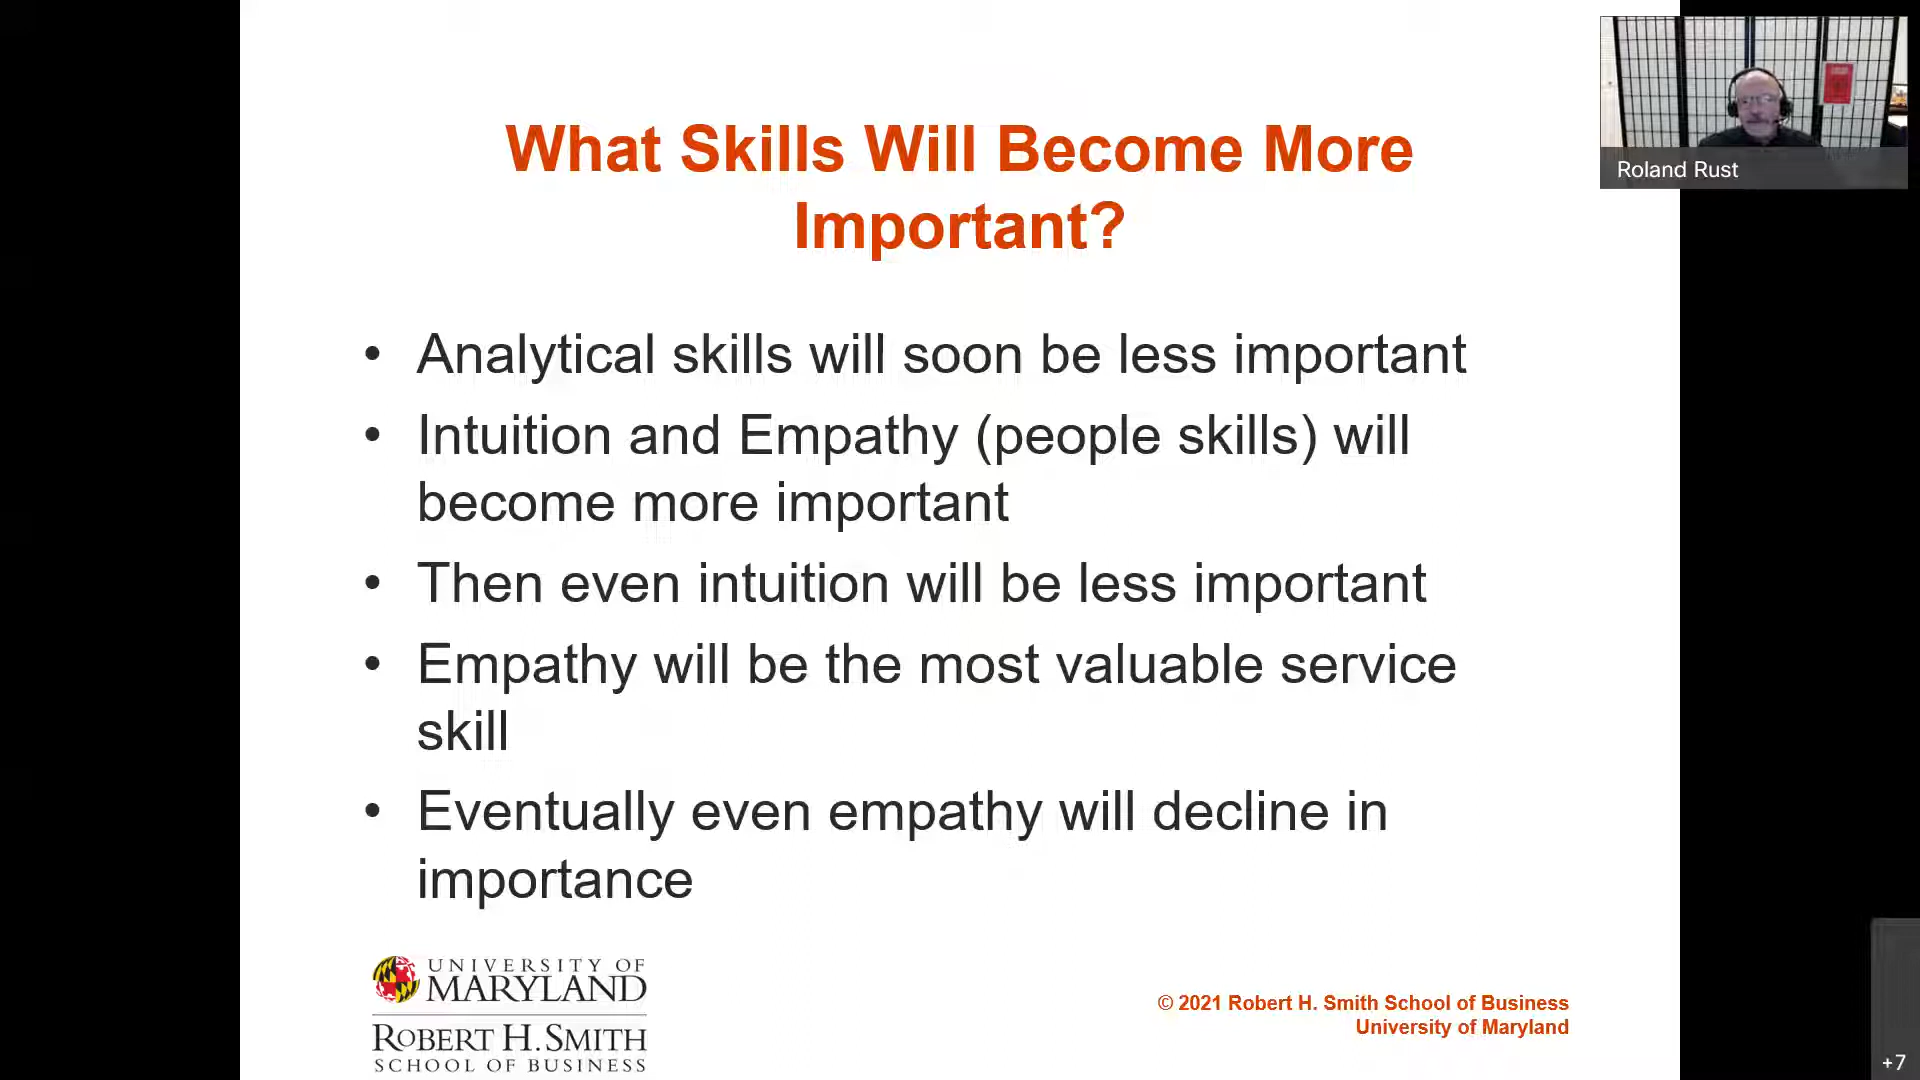 What Skills Will Become More
Important?
• Analytical skills will soon be less important
• Intuition and Empathy (people skills) will
become more important
• Then even intuition will be less important
• Empathy will be the most valuable service
skill
• Eventually even empathy will decline in
importance
UNIVERSITY OF
MARYLAND
ROBERT H. SMITH
SCHOOL OF BUSINESS
© 2021 Robert H. Smith School of Business
University of Maryland
Roland Rust
+7